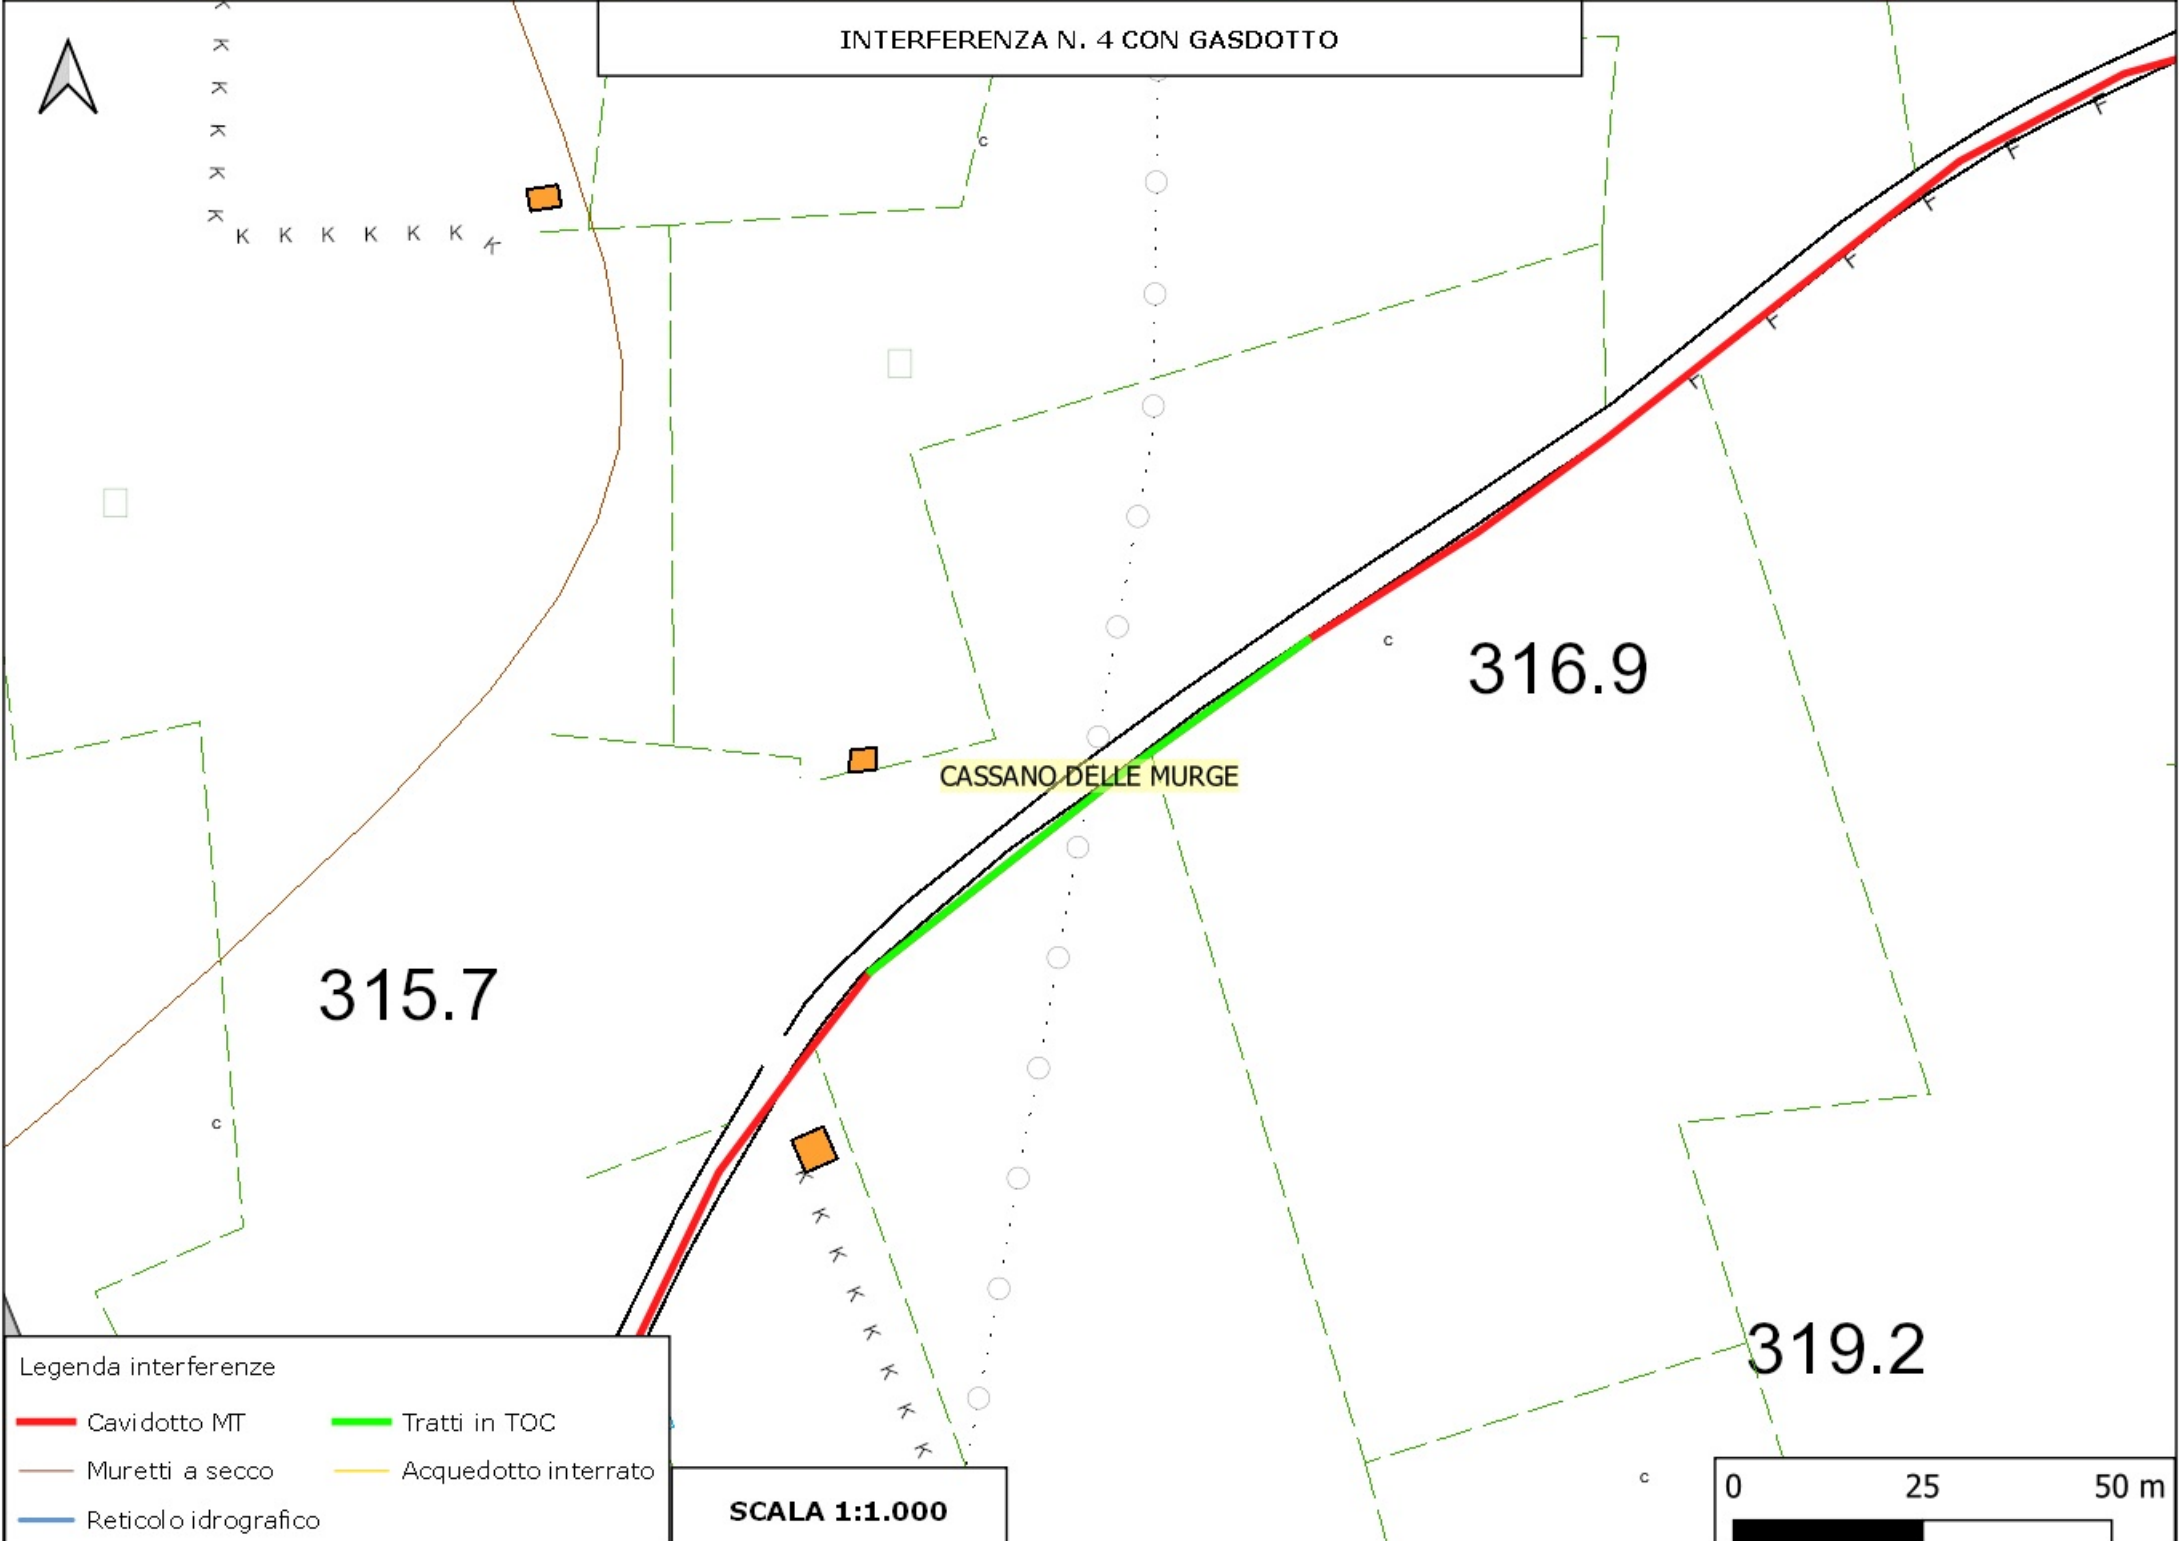 INTERFERENZA N. 4 CON GASDOTTO
K
K
K
K
K
K
K K K K K K K
c
F
F
F
F
F
F
c
316.9
CASSANO DELLE MURGE
315.7
c
K
K
K
K
K
K
K
K
319.2
c
Legenda interferenze
Cavidotto MT
Tratti in TOC
Muretti a secco
Acquedotto interrato
Reticolo idrografico
SCALA 1:1.000
0 25 50 m